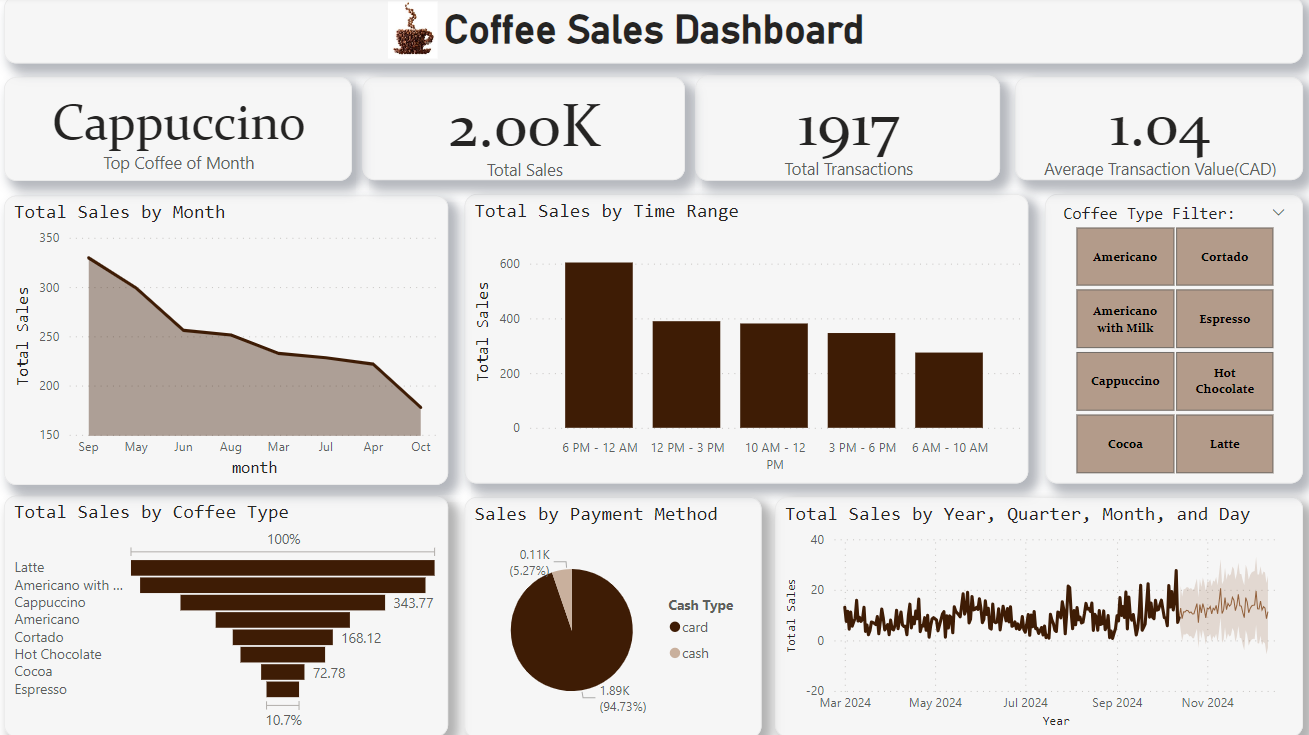 Coffee Sales Dashboard
Cappuccino
Top Coffee of Month
2.00K
Total Sales
1917
Total Transactions
1.04
Average Transaction Value(CAD)
Total Sales by Month
350
300
250
200
150
Total Sales
Sep May Jun Aug Mar Jul Apr Oct
month
Total Sales by Time Range
600
400
200
0
Total Sales
6 PM - 12 AM 12 PM - 3 PM 10 AM - 12 3 PM - 6 PM 6 AM - 10 AM
PM
Coffee Type Filter:
Americano Cortado
Americano
with Milk
Espresso
Cappuccino
Hot
Chocolate
Cocoa Latte
Total Sales by Coffee Type
100%
Latte
Americano with ...
Cappuccino 343.77
Americano
Cortado 168.12
Hot Chocolate
Cocoa 72.78
Espresso
10.7%
Sales by Payment Method
0.11K
(5.27%)
1.89K
(94.73%)
Cash Type
card
cash
Total Sales by Year, Quarter, Month, and Day
40
20
0
-20
Total Sales
Mar 2024 May 2024 Jul 2024 Sep 2024 Nov 2024
Year